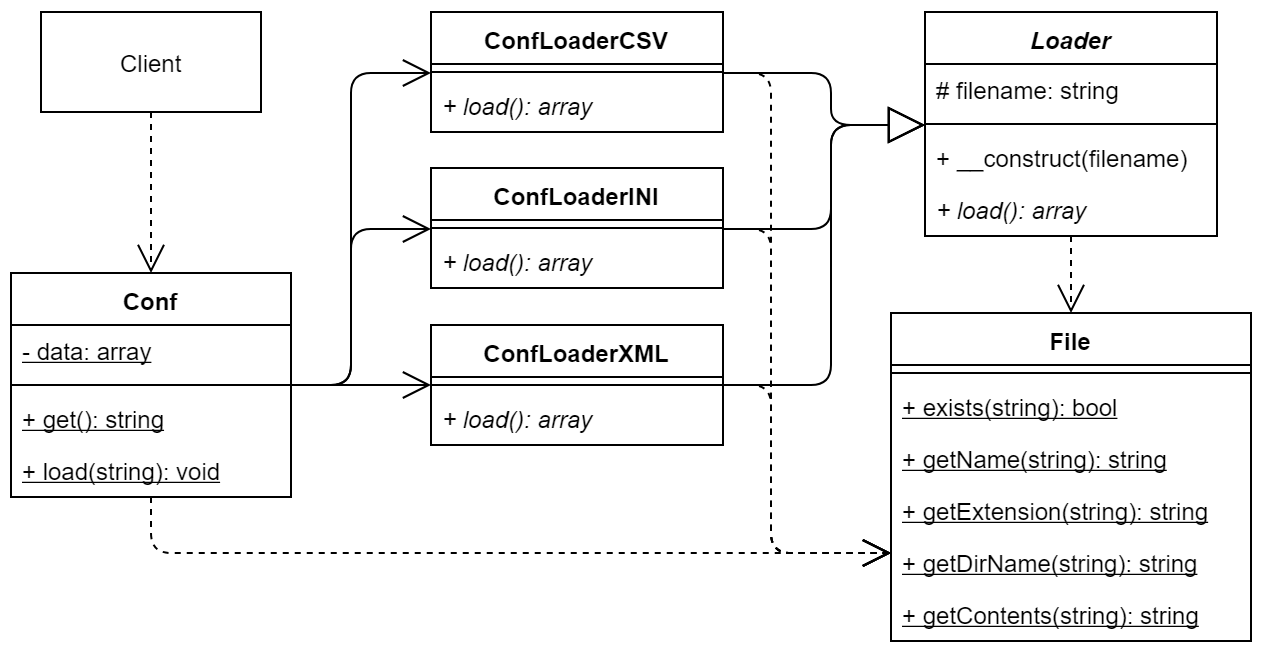 Client
ConfLoaderCSV
+ load(): array
ConfLoaderINI
+ load(): array
ConfLoaderXML
+ load(): array
Loader
# filename: string
+ __construct(filename)
+ load(): array
Conf
- data: array
+ get(): string
+ load(string): void
File
+ exists(string): bool
+ getName(string): string
+ getExtension(string): string
+ getDirName(string): string
+ getContents(string): string